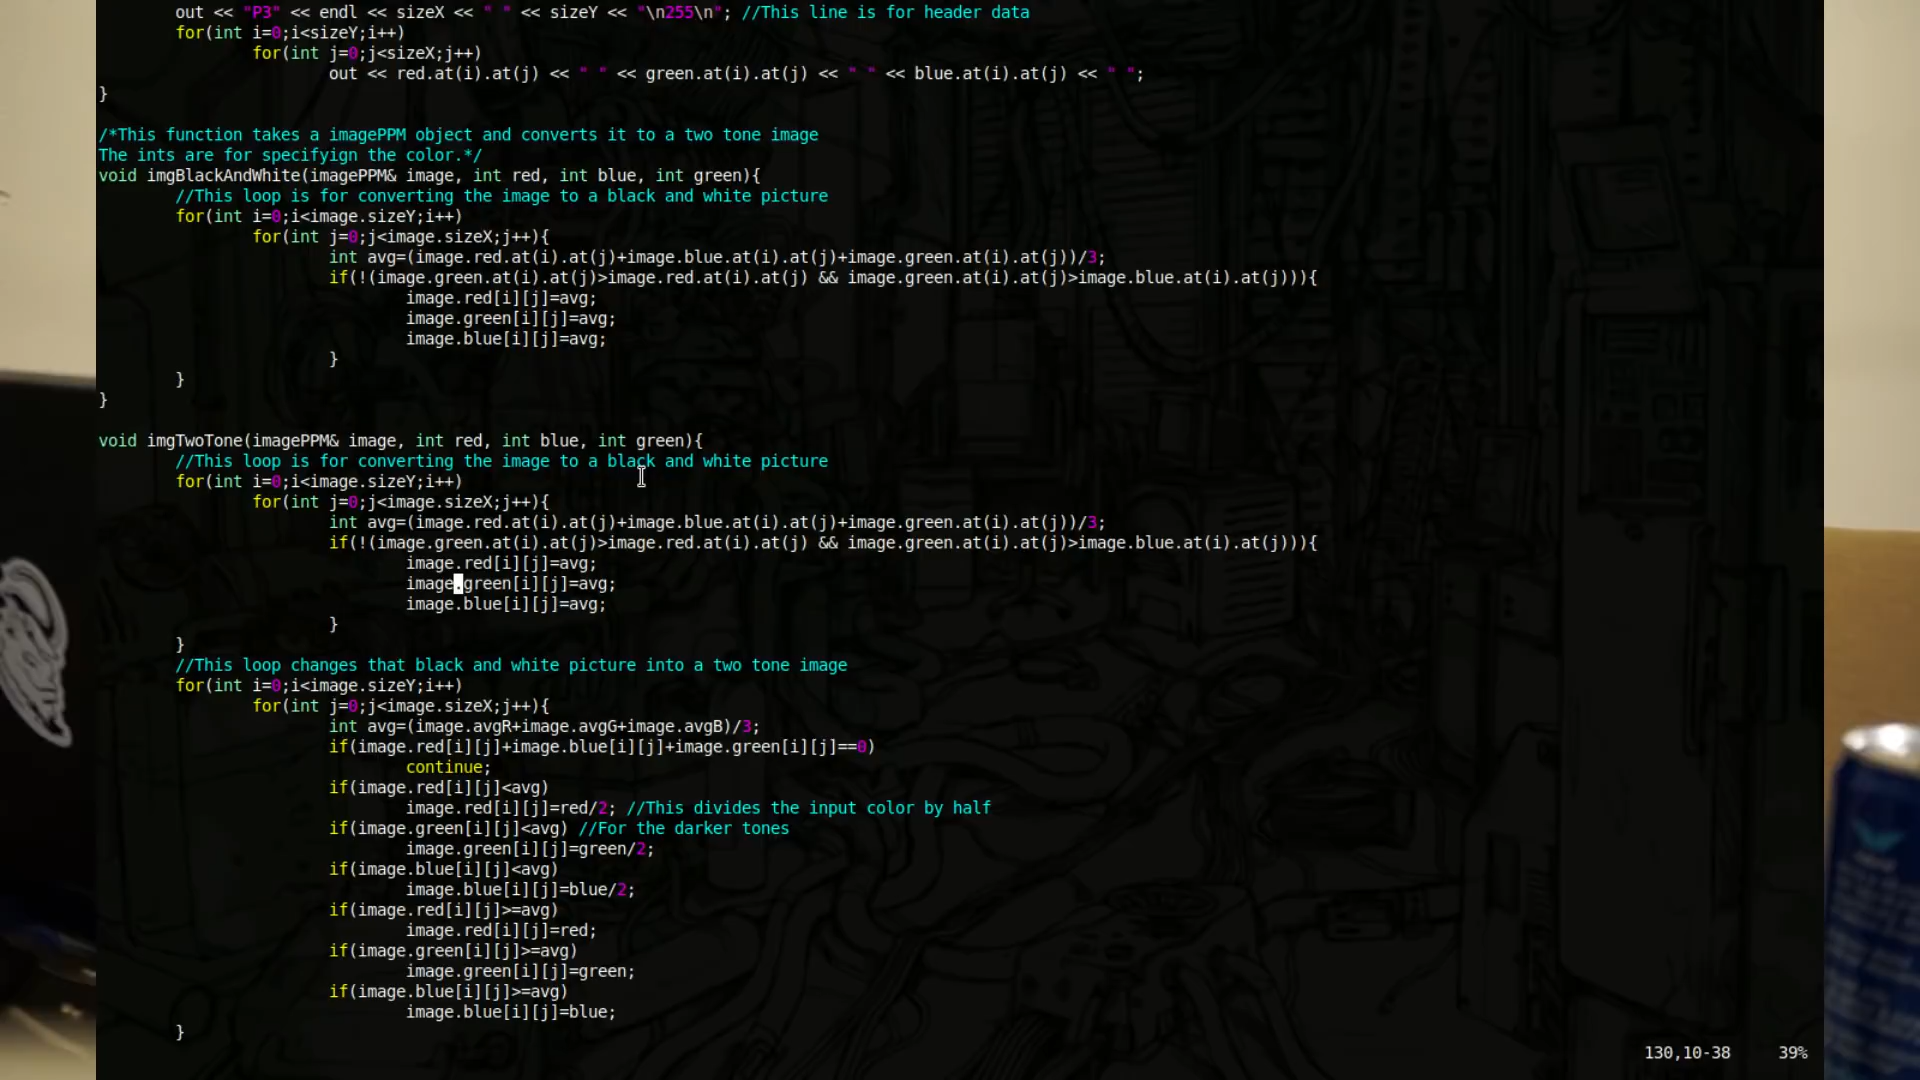 out << "P3" << endl << sizeX << " " << sizeY << "\n255\n"; //This line is for header data
for(int i=0;i<sizeY;i++)
for(int j=0;j<sizeX;j++)
out << red.at(i).at(j) << " " << green.at(i).at(j) << " " << blue.at(i).at(j) << " ";
}
/*This function takes a imagePPM object and converts it to a two tone image
The ints are for specifyign the color.*/
void imgBlackAndWhite(imagePPM& image, int red, int blue, int green){
//This loop is for converting the image to a black and white picture
for(int i=0;i<image.sizeY;i++)
for(int j=0;j<image.sizeX;j++){
int avg=(image.red.at(i).at(j)+image.blue.at(i).at(j)+image.green.at(i).at(j))/3;
if(!(image.green.at(i).at(j)>image.red.at(i).at(j) && image.green.at(i).at(j)>image.blue.at(i).at(j))){
image.red[i][j]=avg;
image.green[i][j]=avg;
image.blue[i][j]=avg;
}
}
}
void imgTwoTone(imagePPM& image, int red, int blue, int green){
//This loop is for converting the image to a black and white picture
for(int i=0;i<image.sizeY;i++)
for(int j=0;j<image.sizeX;j++){
int avg=(image.red.at(i).at(j)+image.blue.at(i).at(j)+image.green.at(i).at(j))/3;
if(!(image.green.at(i).at(j)>image.red.at(i).at(j) && image.green.at(i).at(j)>image.blue.at(i).at(j))){
image.red[i][j]=avg;
image.green[i][j]=avg;
image.blue[i][j]=avg;
}
}
//This loop changes that black and white picture into a two tone image
for(int i=0;i<image.sizeY;i++)
for(int j=0;j<image.sizeX;j++){
int avg=(image.avgR+image.avgG+image.avgB)/3;
if(image.red[i][j]+image.blue[i][j]+image.green[i][j]==0)
continue;
if(image.red[i][j]<avg)
image.red[i][j]=red/2; //This divides the input color by half
if(image.green[i][j]<avg) //For the darker tones
image.green[i][j]=green/2;
if(image.blue[i][j]<avg)
image.blue[i][j]=blue/2;
if(image.red[i][j]>=avg)
image.red[i][j]=red;
if(image.green[i][j]>=avg)
image.green[i][j]=green;
if(image.blue[i][j]>=avg)
image.blue[i][j]=blue;
}
130,10-38 39%